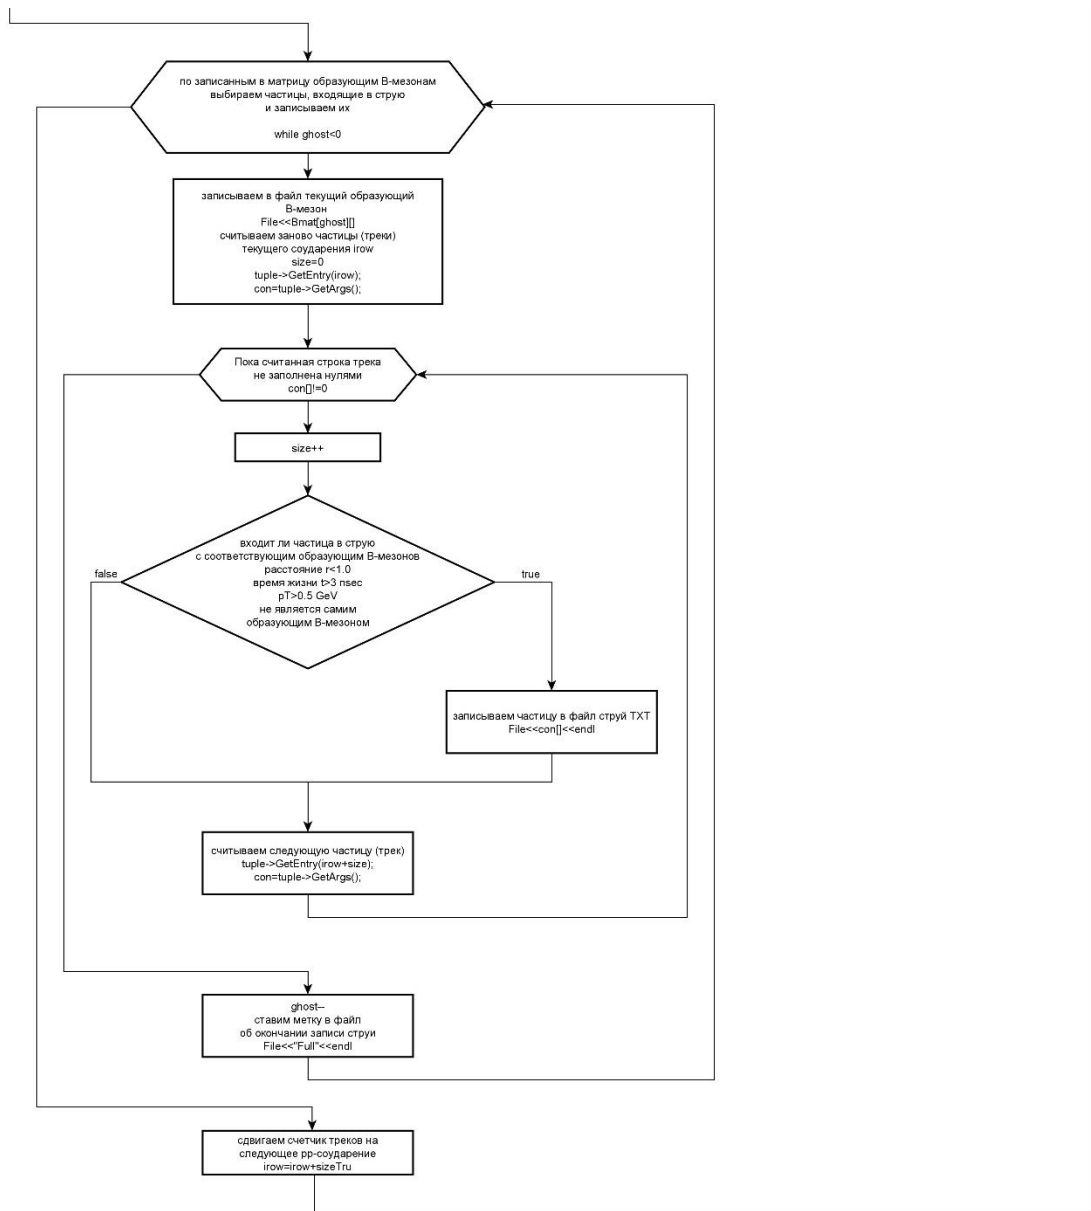 по записанным в матрицу образующим В-мезонам
выбираем частицы, входящие в струю
и записываем их
while ghost<0
записываем в файл текущий образующий
В-мезон
File<<Bmat[ghost][]
считываем заново частицы (треки)
текущего соударения irow
size=0
tuple->GetEntry(irow);
con=tuple->GetArgs();
Пока считанная строка трека
не заполнена нулями
con[]!=0
size++
входит ли частица в струю
с соответствующим образующим В-мезонов
расстояние r<1.0
время жизни t>3 nsec
pT>0.5 GeV
не является самим
образующим В-мезоном
false
true
записываем частицу в файл струй TXT
File<<con[]<<endl
считываем следующую частицу (трек)
tuple->GetEntry(irow+size);
con=tuple->GetArgs();
ghost--
ставим метку в файл
об окончании записи струи
File<<"Full"<<endl
сдвигаем счетчик треков на
следующее pp-соударение
irow=irow+sizeTru